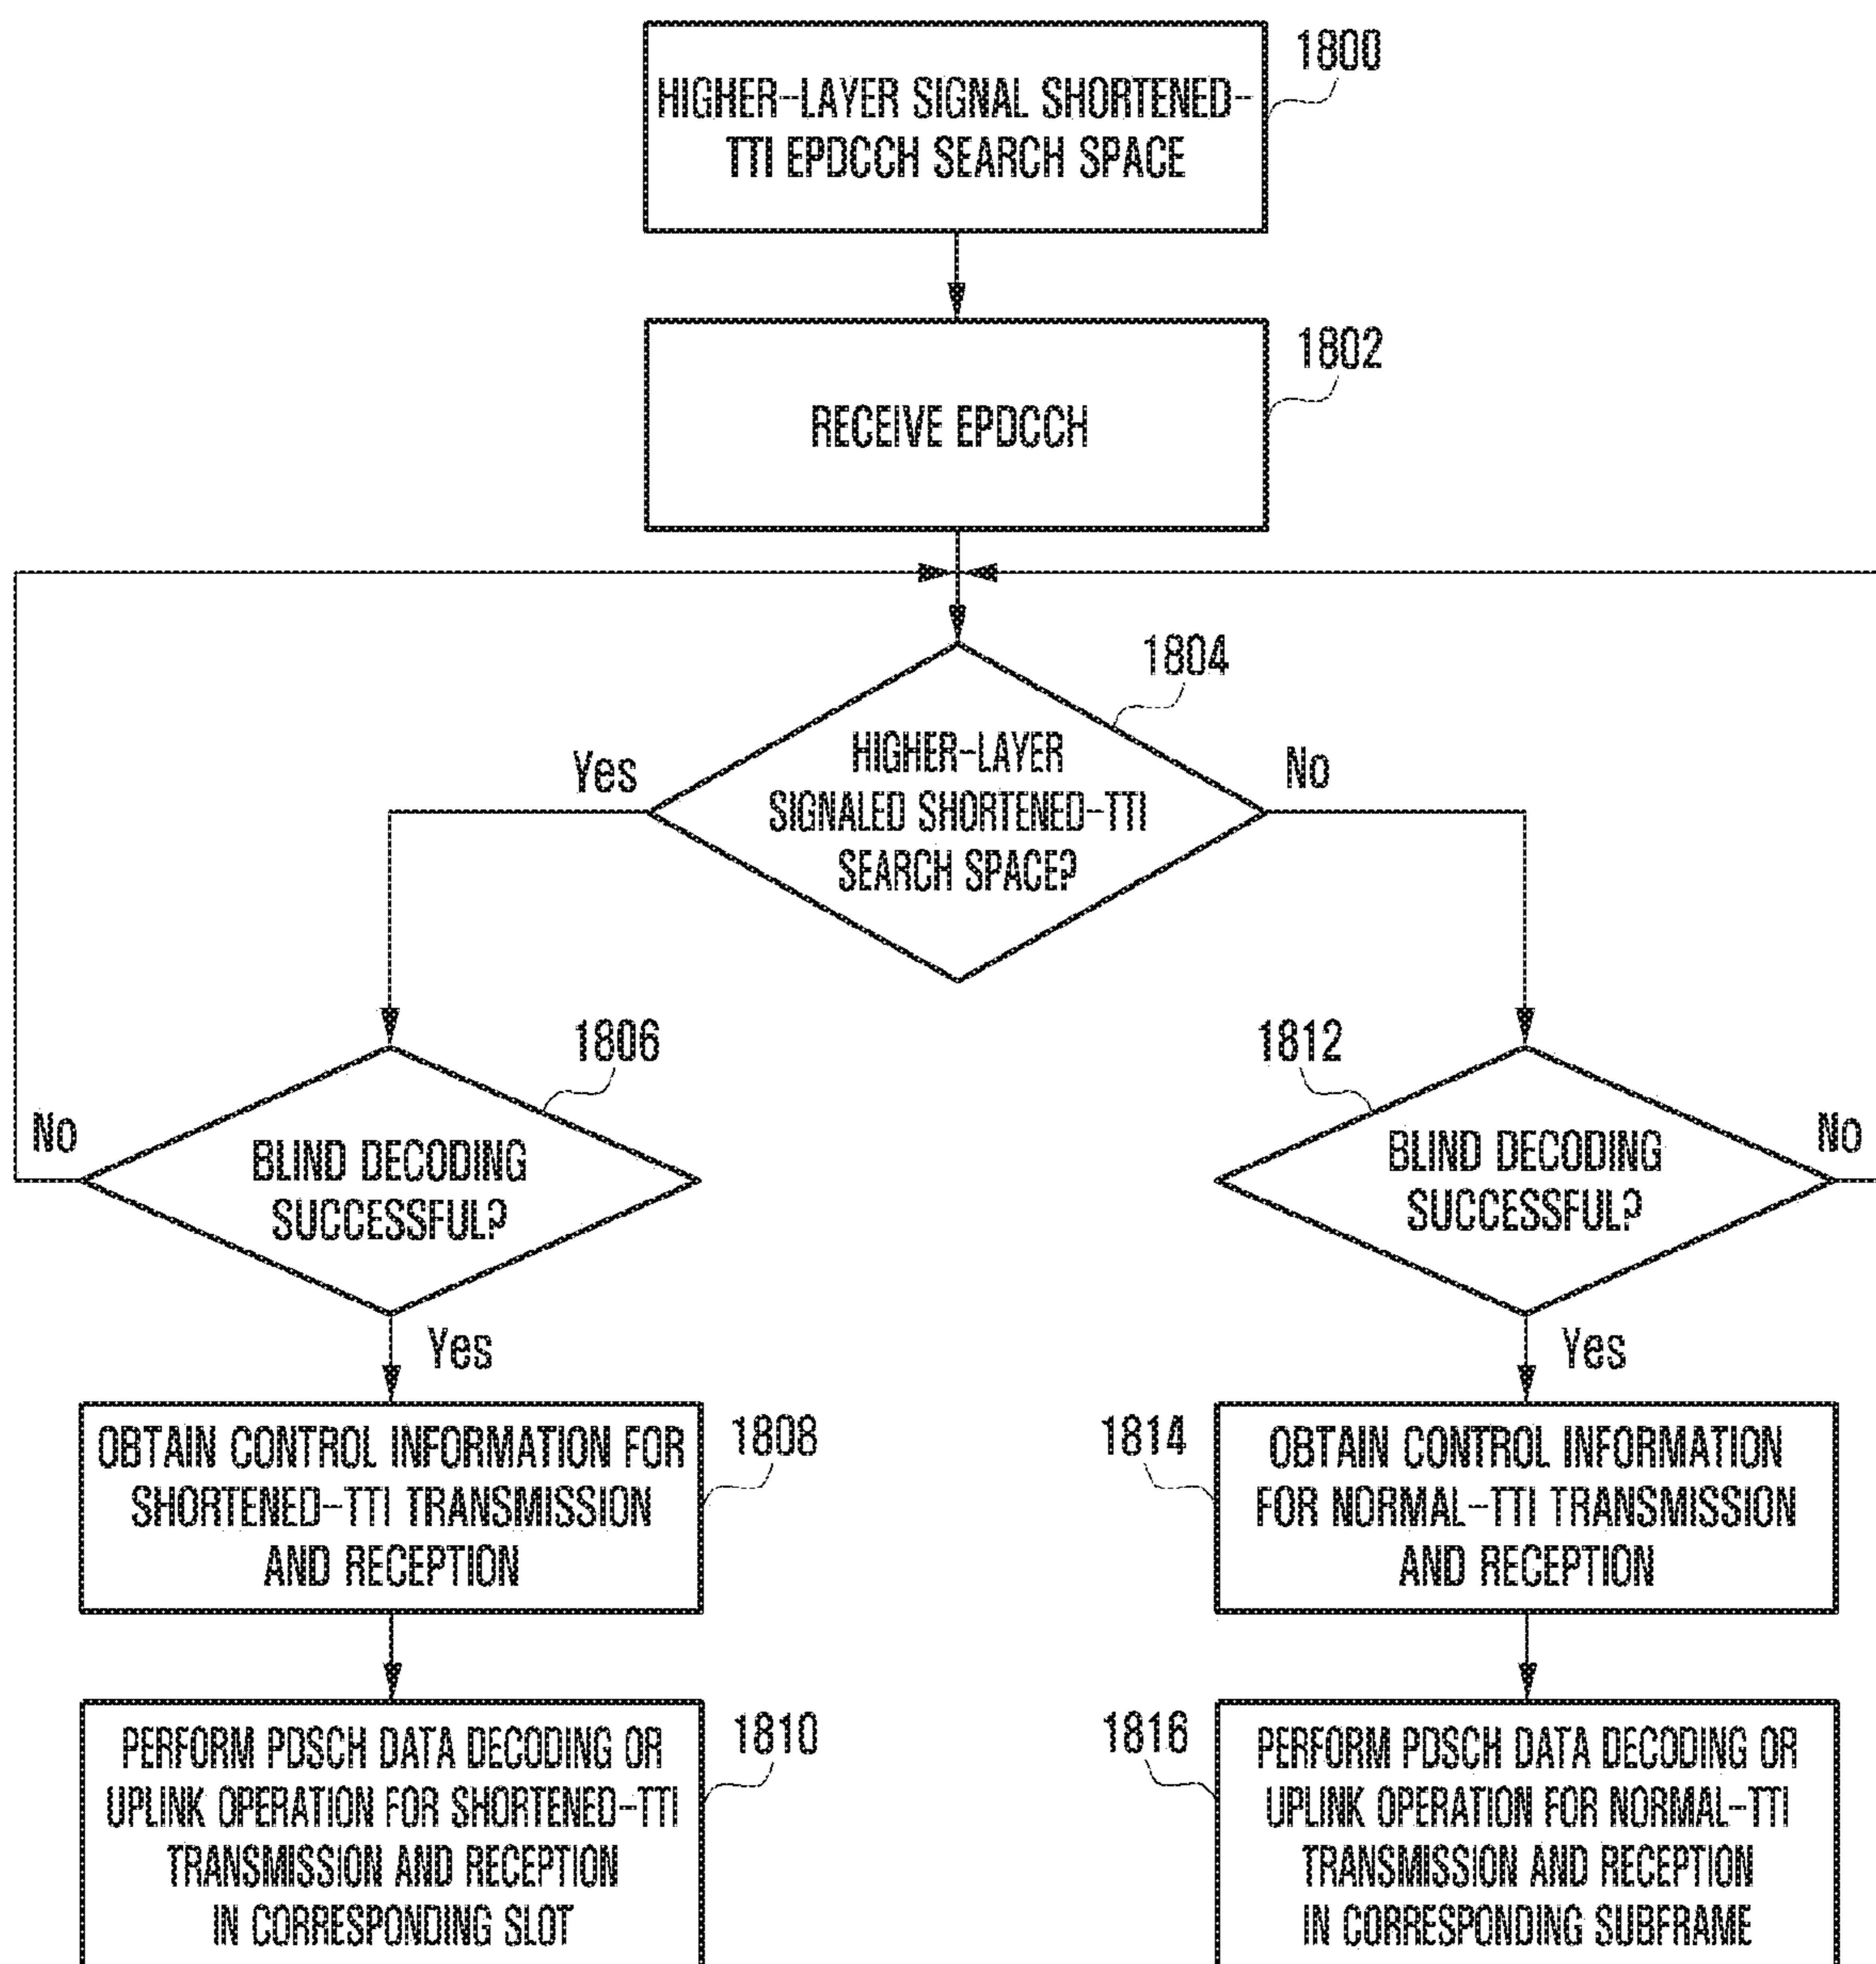 1800
HIGHER-LAYER SIGNAL SHORTENED-
TTI EPDCCH SEARCH SPACE
1802
RECEIVE EPDCCH
1804
HIGHER-LAYER
SIGNALED SHORTENED-TTI
SEARCH SPACE?
Yes
No
1806
BLIND DECODING
SUCCESSFUL?
No
Yes
1812
BLIND DECODING
SUCCESSFUL?
No
Yes
1808
OBTAIN CONTROL INFORMATION FOR
SHORTENED-TTI TRANSMISSION
AND RECEPTION
1814
OBTAIN CONTROL INFORMATION
FOR NORMAL-TTI TRANSMISSION
AND RECEPTION
1810
PERFORM PDSCH DATA DECODING OR
UPLINK OPERATION FOR SHORTENED-TTI
TRANSMISSION AND RECEPTION
IN CORRESPONDING SLOT
1816
PERFORM PDSCH DATA DECODING OR
UPLINK OPERATION FOR NORMAL-TTI
TRANSMISSION AND RECEPTION
IN CORRESPONDING SUBFRAME